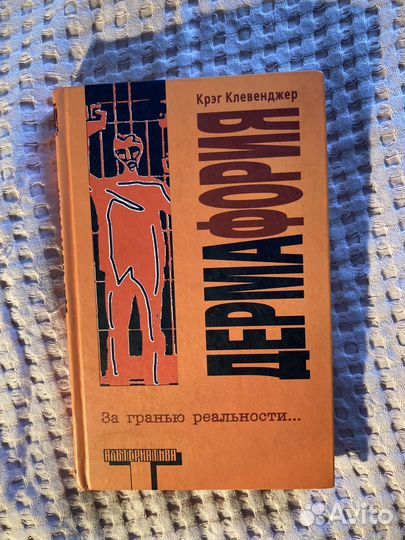 Крэг Клевенджер
ДЕРМАФОРИЯ
За гранью реальности...
АЛЬТЕРНАТИВА
Avito